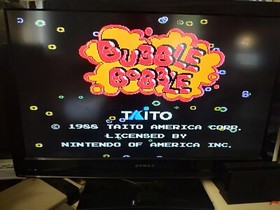 BUBBLE
BOBBLE
TAITO
© 1988 TAITO AMERICA CORP.
LICENSED BY
NINTENDO OF AMERICA INC.